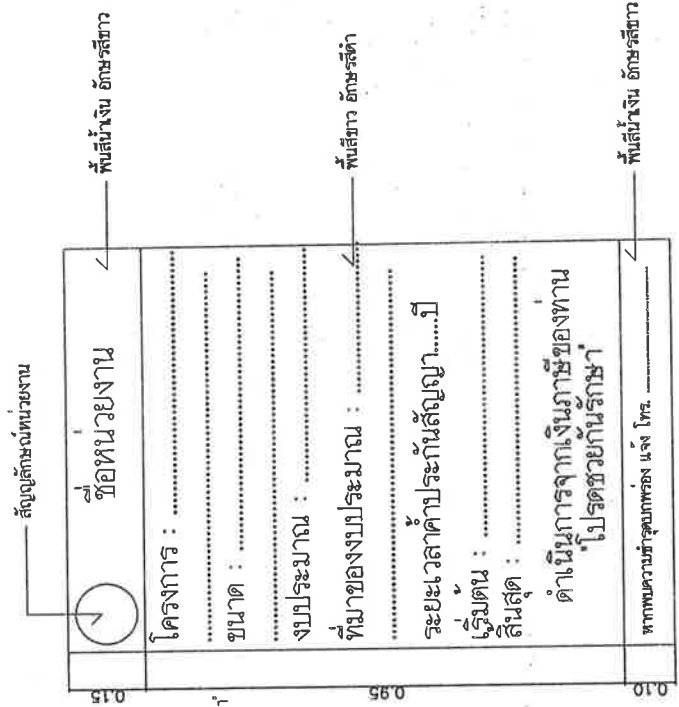 สัญญลักษณ์หน่วยงาน
ชื่อหน่วยงาน
พื้นสีน้ำเงิน อักษรสีขาว
โครงการ : ..............................
..............................
ขนาด : ..............................
..............................
งบประมาณ : ..............................
ที่มาของงบประมาณ : ..............................
..............................
พื้นสีขาว อักษรสีดำ
ระยะเวลาค้ำประกันสัญญา.....ปี
เริ่มต้น : ..............................
สิ้นสุด : ..............................
ดำเนินการจากเงินภาษีของท่าน
"โปรดช่วยกันรักษา"
หากพบความชำรุดบกพร่อง แจ้ง โทร. ..............................
พื้นสีน้ำเงิน อักษรสีขาว
0.15
0.95
0.10